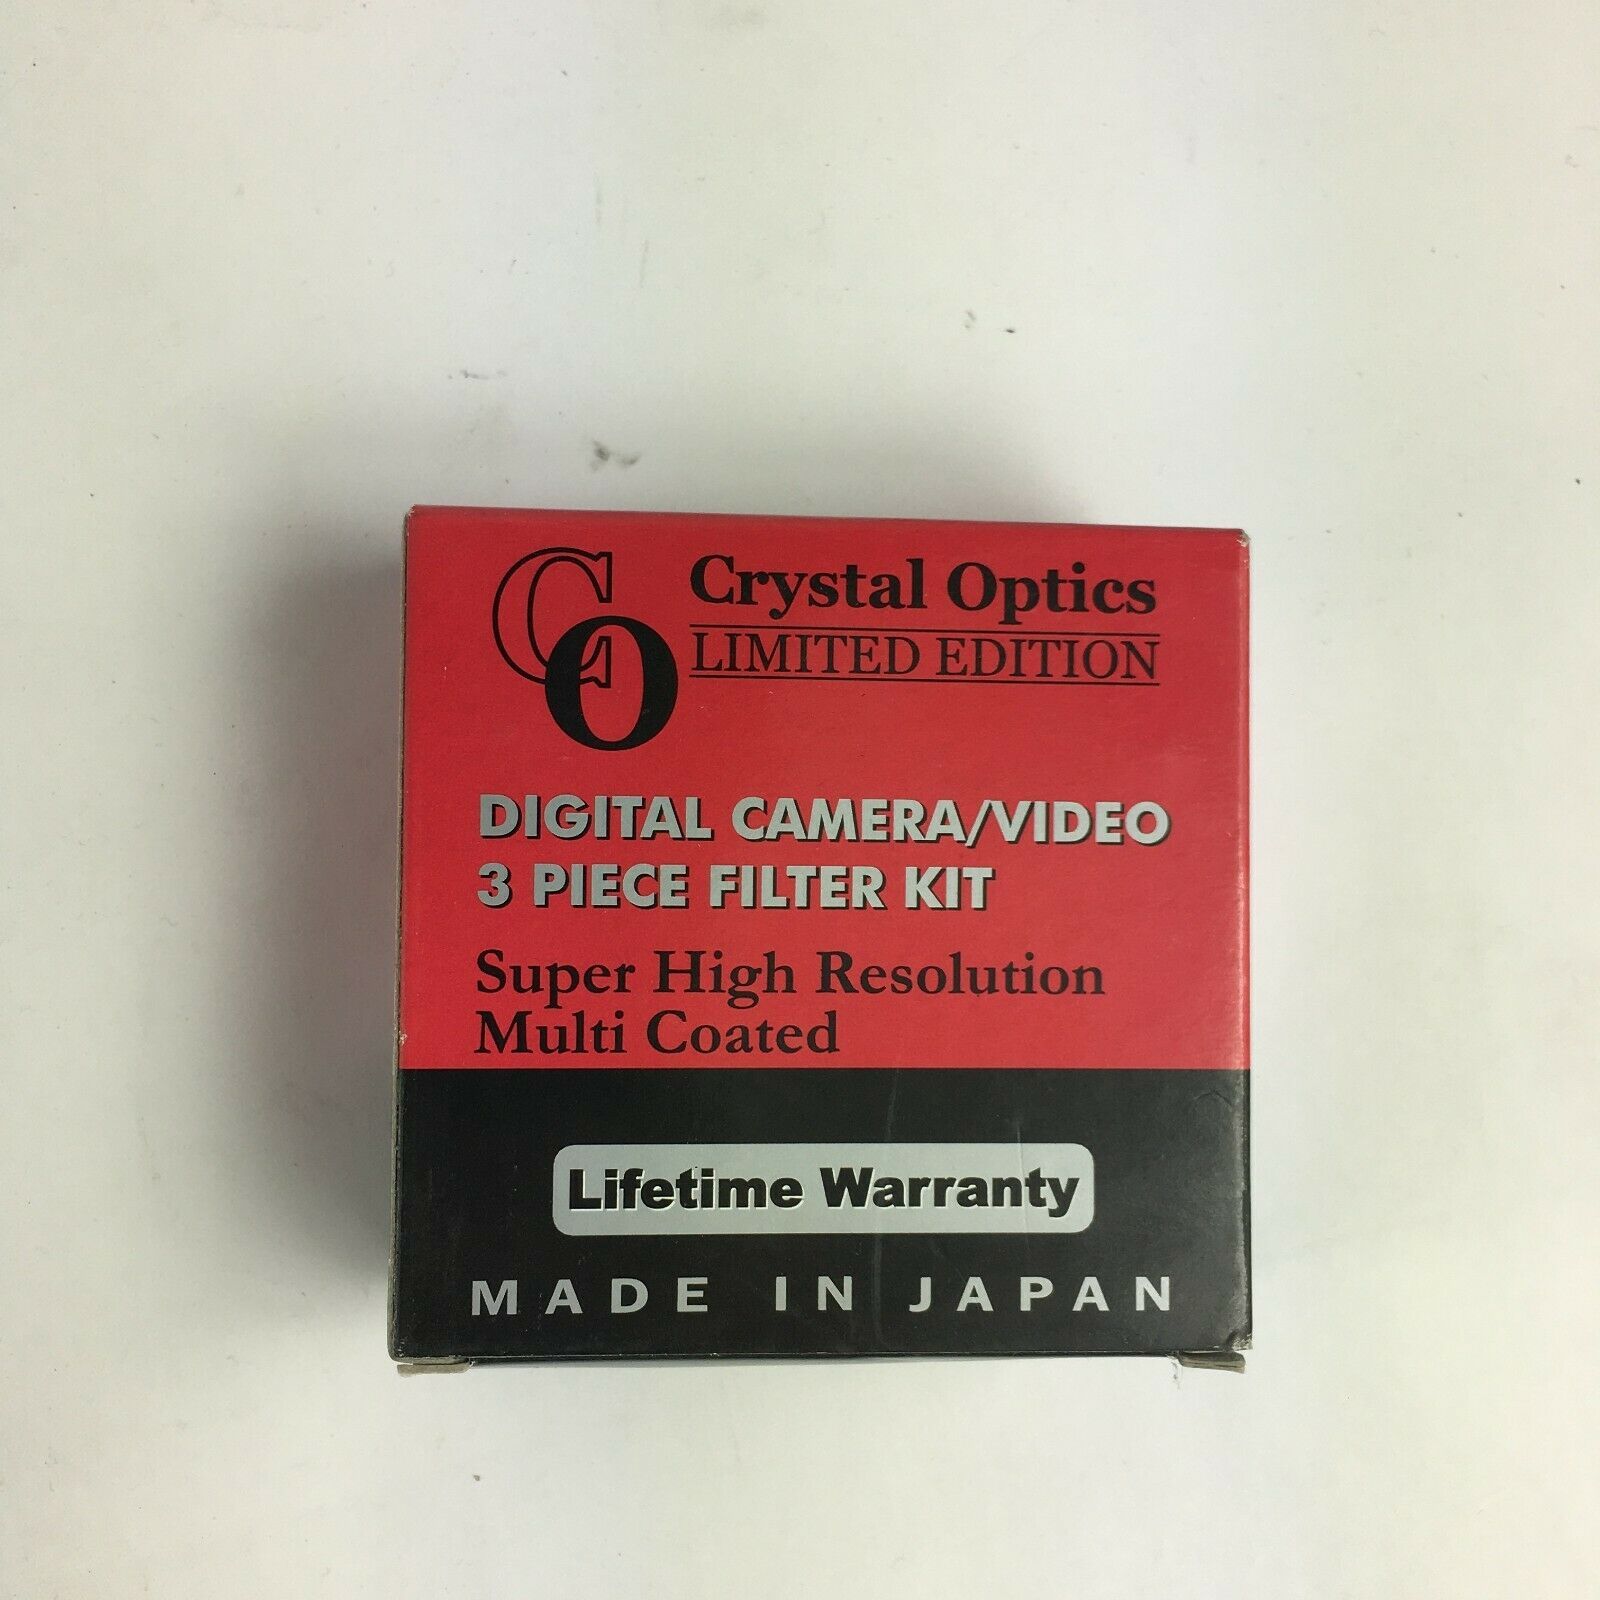 CO
Crystal Optics
LIMITED EDITION
DIGITAL CAMERA/VIDEO
3 PIECE FILTER KIT
Super High Resolution
Multi Coated
Lifetime Warranty
MADE IN JAPAN